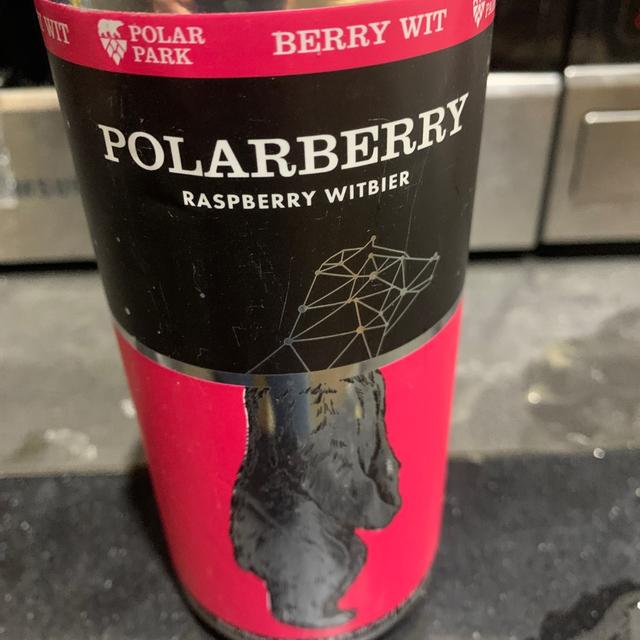 WIT
POLAR
PARK
BERRY WIT
POLARBERRY
RASPBERRY WITBIER